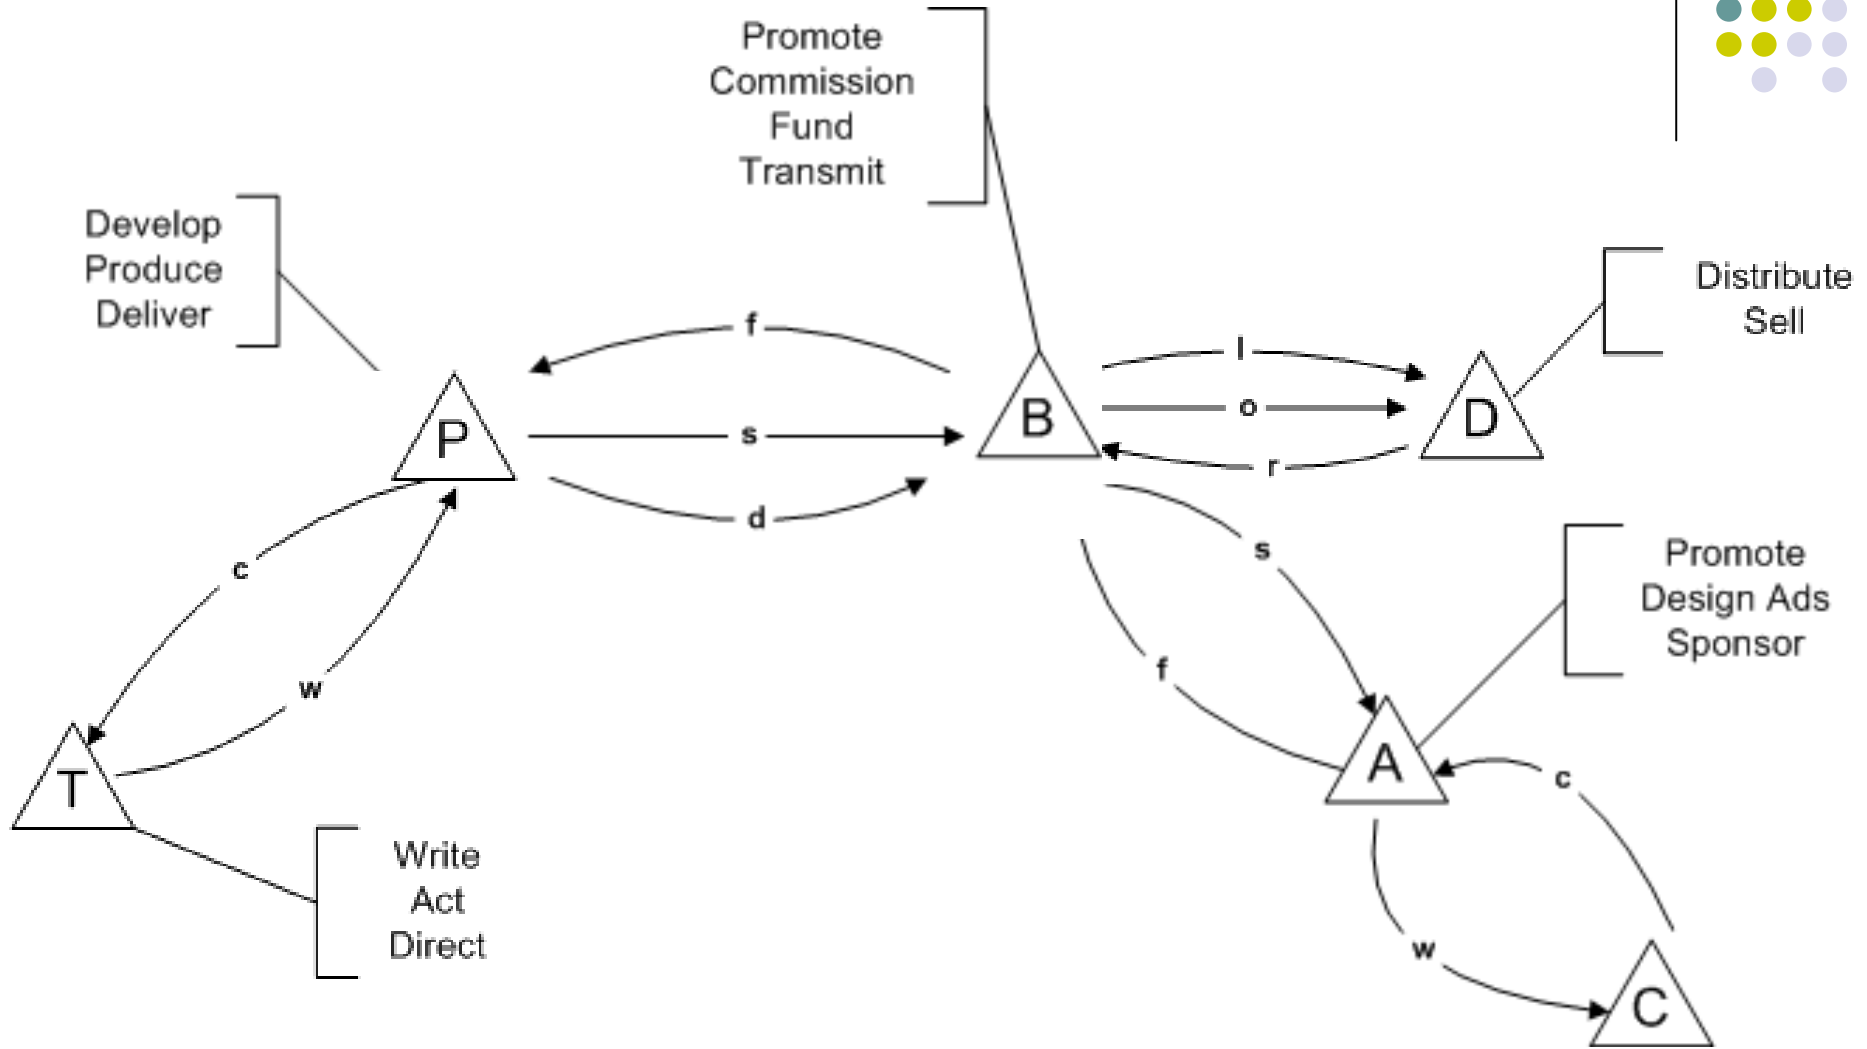 Promote
Commission
Fund
Transmit
Develop
Produce
Deliver
Distribute
Sell
f
l
o
r
s
d
P
B
D
s
f
c
w
Promote
Design Ads
Sponsor
T
A
c
w
C
Write
Act
Direct